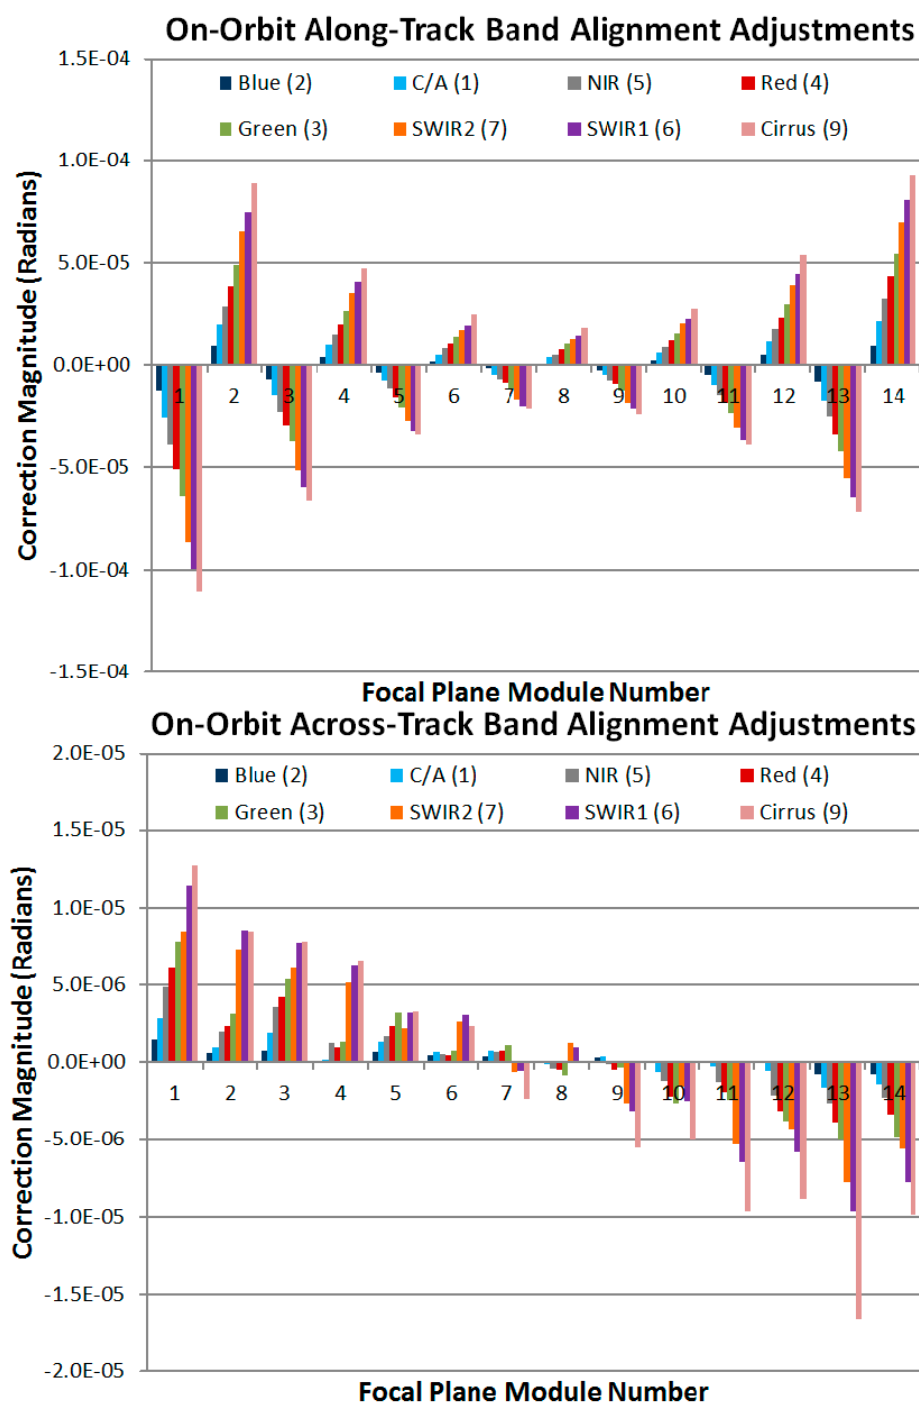 On-Orbit Along-Track Band Alignment Adjustments
1.5E-04
Blue (2) C/A (1) NIR (5) Red (4)
Green (3) SWIR2 (7) SWIR1 (6) Cirrus (9)
1.0E-04
5.0E-05
0.0E+00
1 2 3 4 5 6 7 8 9 10 11 12 13 14
-5.0E-05
-1.0E-04
-1.5E-04
Correction Magnitude (Radians)
Focal Plane Module Number
On-Orbit Across-Track Band Alignment Adjustments
2.0E-05
Blue (2) C/A (1) NIR (5) Red (4)
Green (3) SWIR2 (7) SWIR1 (6) Cirrus (9)
1.5E-05
1.0E-05
5.0E-06
0.0E+00
1 2 3 4 5 6 7 8 9 10 11 12 13 14
-5.0E-06
-1.0E-05
-1.5E-05
-2.0E-05
Correction Magnitude (Radians)
Focal Plane Module Number